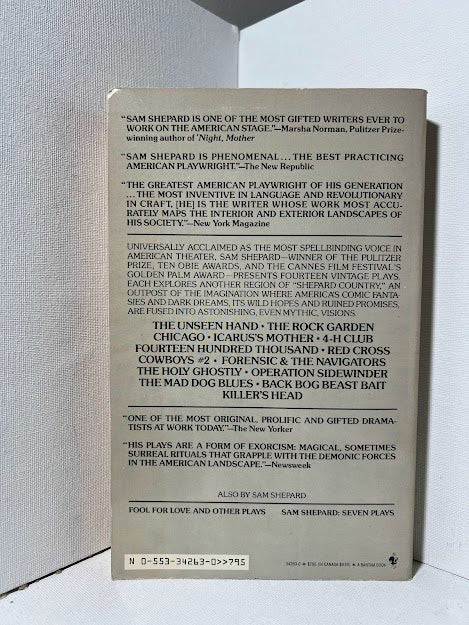 “SAM SHEPARD IS ONE OF THE MOST GIFTED WRITERS EVER TO
WORK ON THE AMERICAN STAGE.”—Marsha Norman, Pulitzer Prize-
winning author of 'Night, Mother
“SAM SHEPARD IS PHENOMENAL...THE BEST PRACTICING
AMERICAN PLAYWRIGHT.”—The New Republic
“THE GREATEST AMERICAN PLAYWRIGHT OF HIS GENERATION
...THE MOST INVENTIVE IN LANGUAGE AND REVOLUTIONARY
IN CRAFT, [HE] IS THE WRITER WHOSE WORK MOST ACCU-
RATELY MAPS THE INTERIOR AND EXTERIOR LANDSCAPES OF
HIS SOCIETY.”—New York Magazine
UNIVERSALLY ACCLAIMED AS THE MOST SPELLBINDING VOICE IN
AMERICAN THEATER, SAM SHEPARD—WINNER OF THE PULITZER
PRIZE, TEN OBIE AWARDS, AND THE CANNES FILM FESTIVAL'S
GOLDEN PALM AWARD—PRESENTS FOURTEEN VINTAGE PLAYS.
EACH EXPLORES ANOTHER REGION OF “SHEPARD COUNTRY,” AN
OUTPOST OF THE IMAGINATION WHERE AMERICA'S COMIC FANTA-
SIES AND DARK DREAMS, ITS WILD HOPES AND RUINED PROMISES,
ARE FUSED INTO ASTONISHING, EVEN MYTHIC, VISIONS.
THE UNSEEN HAND • THE ROCK GARDEN
CHICAGO • ICARUS'S MOTHER • 4-H CLUB
FOURTEEN HUNDRED THOUSAND • RED CROSS
COWBOYS #2 • FORENSIC & THE NAVIGATORS
THE HOLY GHOSTLY • OPERATION SIDEWINDER
THE MAD DOG BLUES • BACK BOG BEAST BAIT
KILLER'S HEAD
“ONE OF THE MOST ORIGINAL, PROLIFIC AND GIFTED DRAMA-
TISTS AT WORK TODAY.”—The New Yorker
“HIS PLAYS ARE A FORM OF EXORCISM: MAGICAL, SOMETIMES
SURREAL RITUALS THAT GRAPPLE WITH THE DEMONIC FORCES
IN THE AMERICAN LANDSCAPE.”—Newsweek
ALSO BY SAM SHEPARD
FOOL FOR LOVE AND OTHER PLAYS SAM SHEPARD: SEVEN PLAYS
N 0-553-34263-0>>795
34263-0 • $7.95 IN CANADA • A BANTAM BOOK